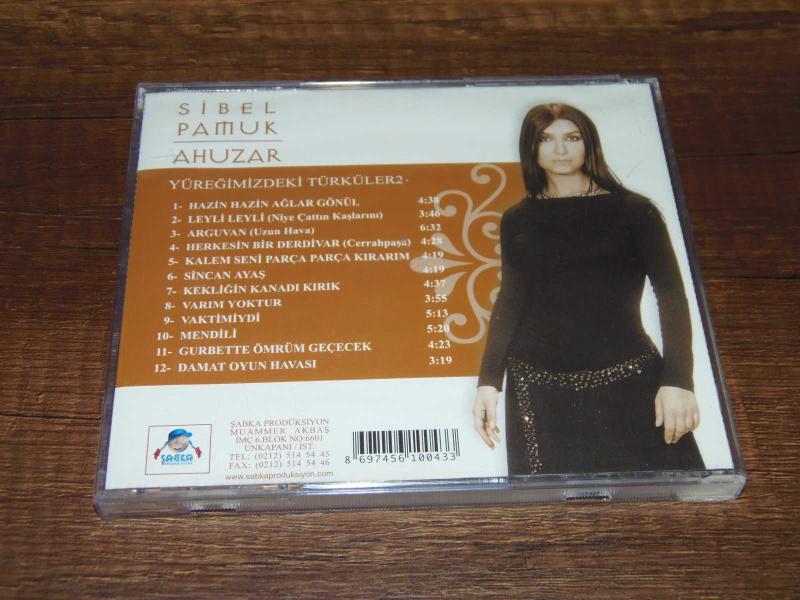 SİBEL
PAMUK
AHUZAR
YÜREĞİMİZDEKİ TÜRKÜLER2.
1- HAZİN HAZİN AĞLAR GÖNÜL 4:38
2- LEYLİ LEYLİ (Niye Çattın Kaşlarını) 3:46
3- ARGUVAN (Uzun Hava) 6:32
4- HERKESİN BİR DERDİVAR (Cerrahpaşa) 4:28
5- KALEM SENİ PARÇA PARÇA KIRARIM 4:19
6- SİNCAN AYAŞ 4:19
7- KEKLİĞİN KANADI KIRIK 4:37
8- VARIM YOKTUR 3:55
9- VAKTİMİYDİ 5:13
10- MENDİLİ 5:20
11- GURBETTE ÖMRÜM GEÇECEK 4:23
12- DAMAT OYUN HAVASI 3:19
ŞABKA
ŞABKA PRODÜKSİYON
MUAMMER AKBAŞ
İMÇ 6.BLOK NO:6601
UNKAPANI / İST.
TEL: (0212) 514 54 45
FAX: (0212) 514 54 46
www.sabkaproduksiyon.com
8 697456 100433